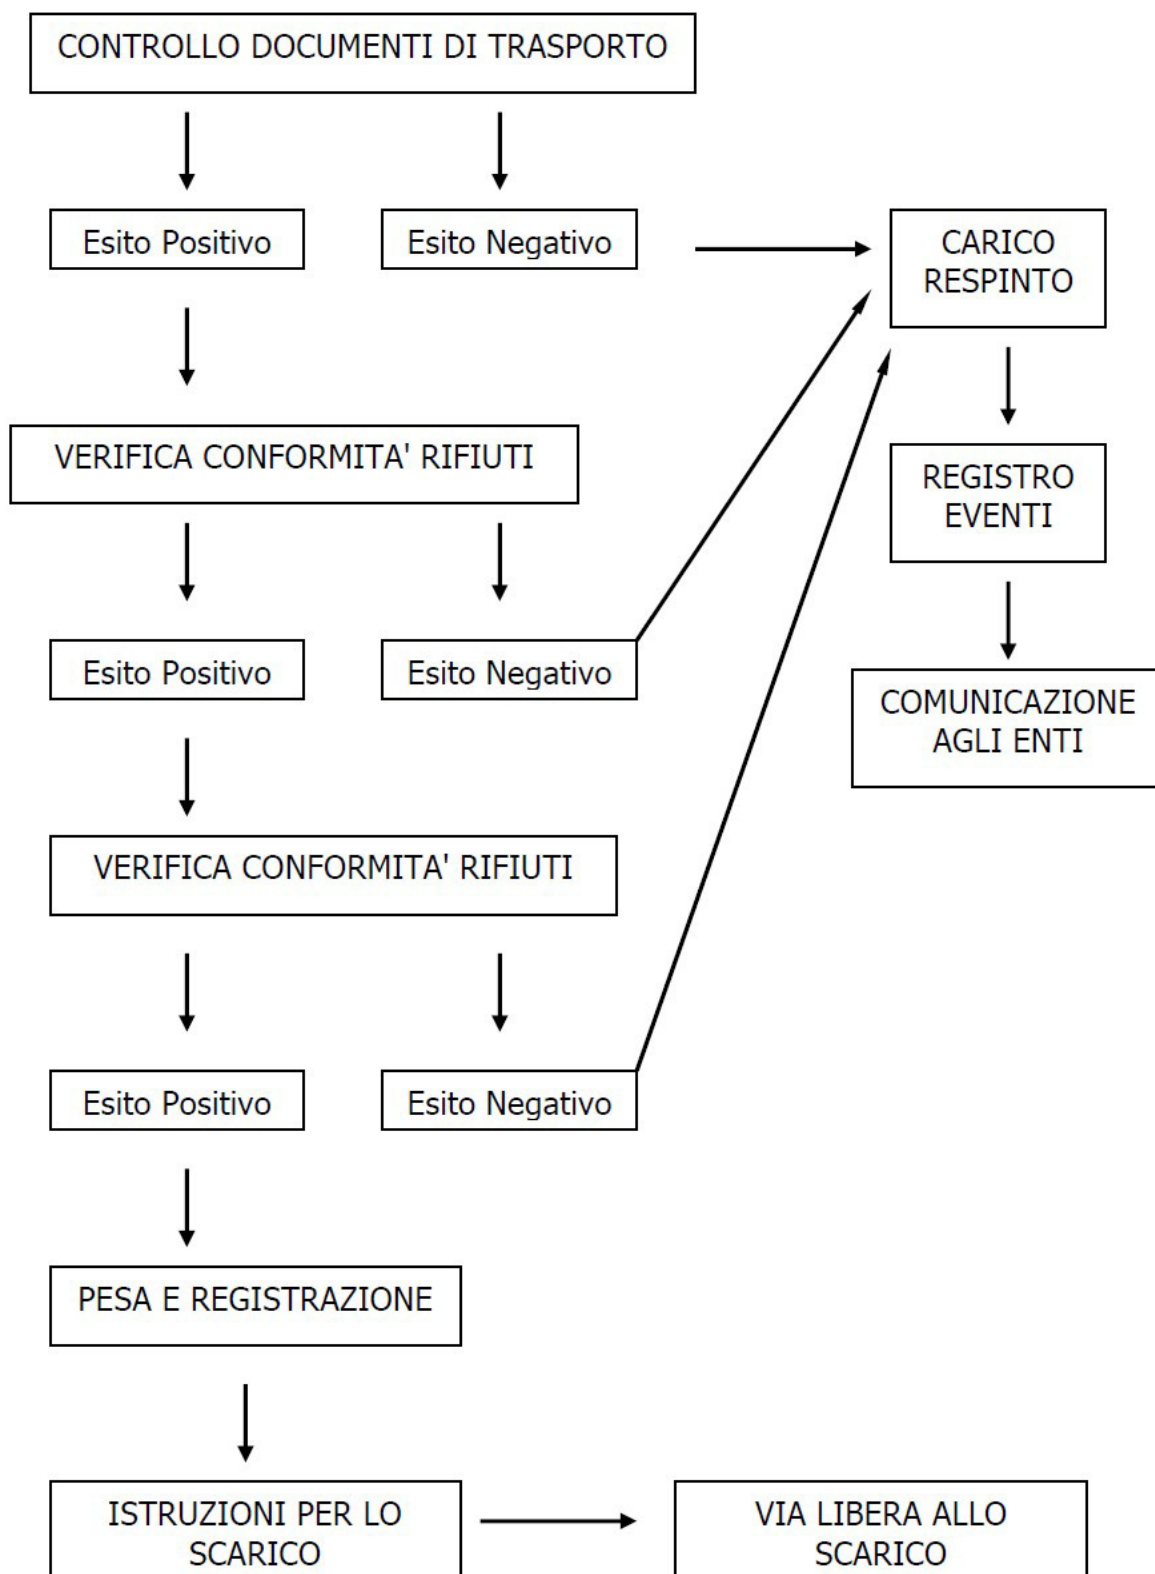 CONTROLLO DOCUMENTI DI TRASPORTO
Esito Positivo
Esito Negativo
CARICO
RESPINTO
VERIFICA CONFORMITA' RIFIUTI
REGISTRO
EVENTI
Esito Positivo
Esito Negativo
COMUNICAZIONE
AGLI ENTI
VERIFICA CONFORMITA' RIFIUTI
Esito Positivo
Esito Negativo
PESA E REGISTRAZIONE
ISTRUZIONI PER LO
SCARICO
VIA LIBERA ALLO
SCARICO